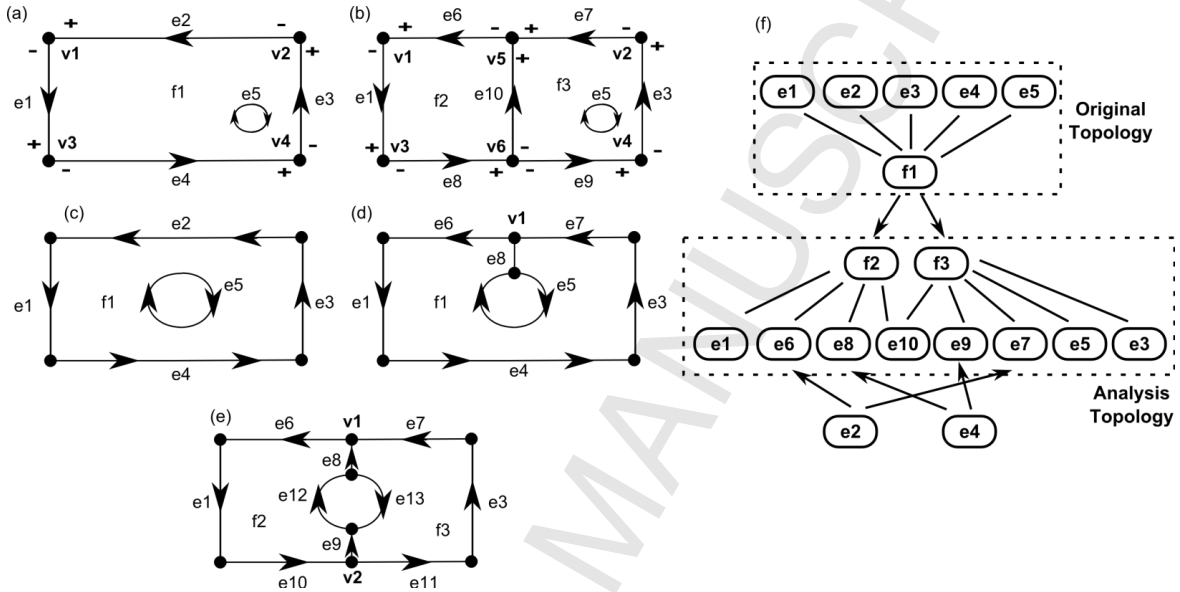 (a)
+ e2 -
- v1 v2 +
e1 f1 e5 e3
+ v3 v4 -
- e4 +
(b)
+ e6 - + e7 -
- v1 v5 + v2 +
e1 f2 e10 f3 e5 e3
+ v3 v6 - v4 -
- e8 + - e9 +
(c)
e2
e1 f1 e5 e3
e4
(d)
e6 v1 e7
e8
e1 f1 e5 e3
e4
(e)
e6 v1 e7
e8
e1 e12 e13 e3
f2 e9 f3
e10 v2 e11
(f)
e1 e2 e3 e4 e5
f1
Original
Topology
f2 f3
e1 e6 e8 e10 e9 e7 e5 e3
Analysis
Topology
e2 e4
MANUSCR